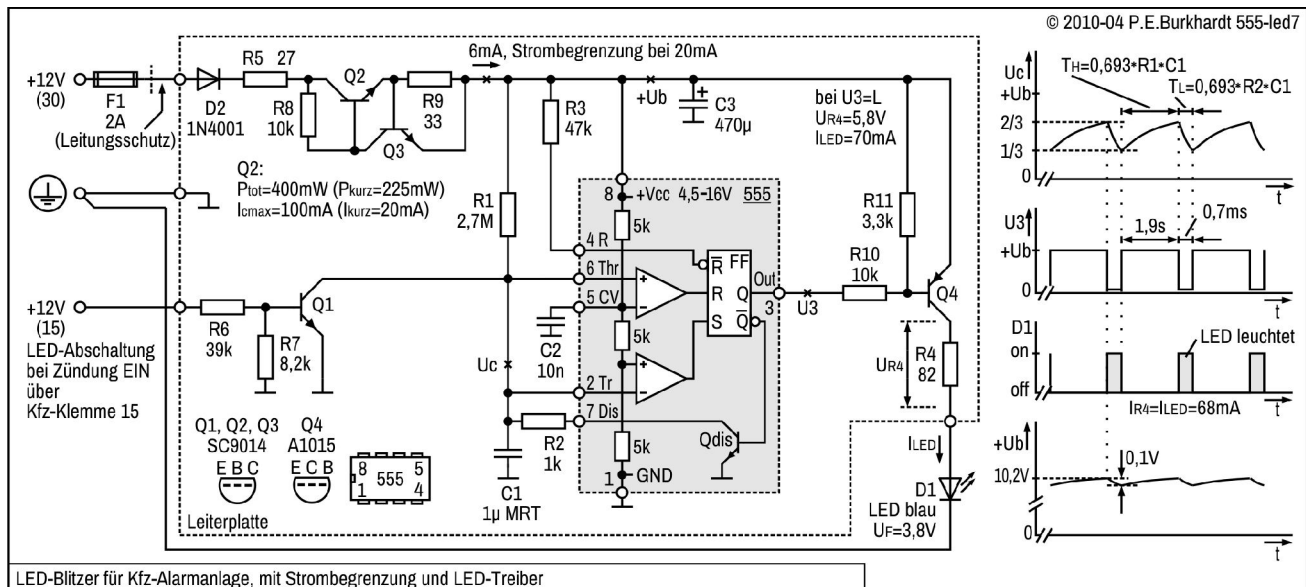 © 2010-04 P.E.Burkhardt 555-led7
+12V
(30)
F1
2A
(Leitungsschutz)
D2
1N4001
R5 27
R8
10k
Q2
Q3
R9
33
6mA, Strombegrenzung bei 20mA
Q2:
Ptot=400mW (Pkurz=225mW)
Icmax=100mA (Ikurz=20mA)
R3
47k
+Ub
C3
470µ
+
bei U3=L
UR4=5,8V
ILED=70mA
R1
2,7M
8 +Vcc 4,5-16V 555
5k
4 R
6 Thr
5 CV
R FF
R Q
S Q
Out
3
U3
R10
10k
R11
3,3k
Q4
+12V
(15)
LED-Abschaltung
bei Zündung EIN
über
Kfz-Klemme 15
R6
39k
R7
8,2k
Q1
C2
10n
5k
Uc
2 Tr
7 Dis
R2
1k
5k
Qdis
1 GND
C1
1µ MRT
UR4
R4
82
ILED
D1
LED blau
UF=3,8V
Q1, Q2, Q3
SC9014
E B C
Q4
A1015
E C B
8 5
555
1 4
Leiterplatte
Uc
+Ub
2/3
1/3
0
TH=0,693*R1*C1
TL=0,693*R2*C1
t
U3
+Ub
0
1,9s
0,7ms
t
D1
on
off
LED leuchtet
IR4=ILED=68mA
t
+Ub
10,2V
0
0,1V
t
LED-Blitzer für Kfz-Alarmanlage, mit Strombegrenzung und LED-Treiber